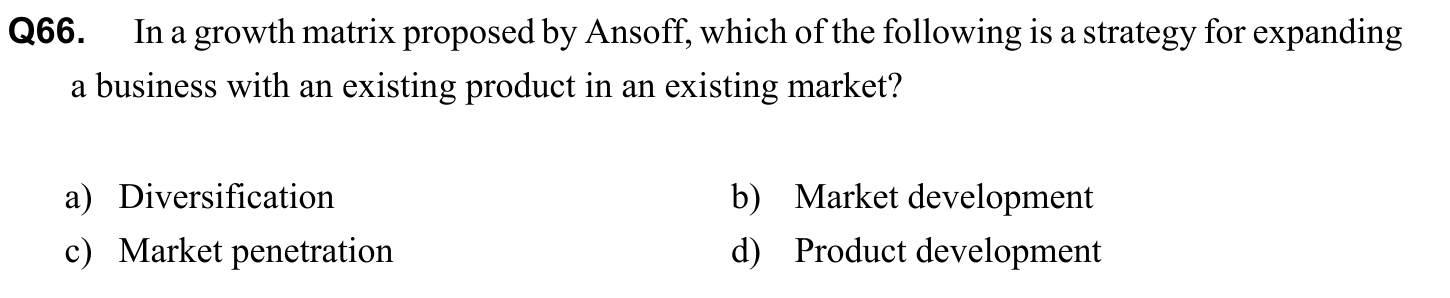 Q66. In a growth matrix proposed by Ansoff, which of the following is a strategy for expanding
a business with an existing product in an existing market?
a) Diversification b) Market development
c) Market penetration d) Product development